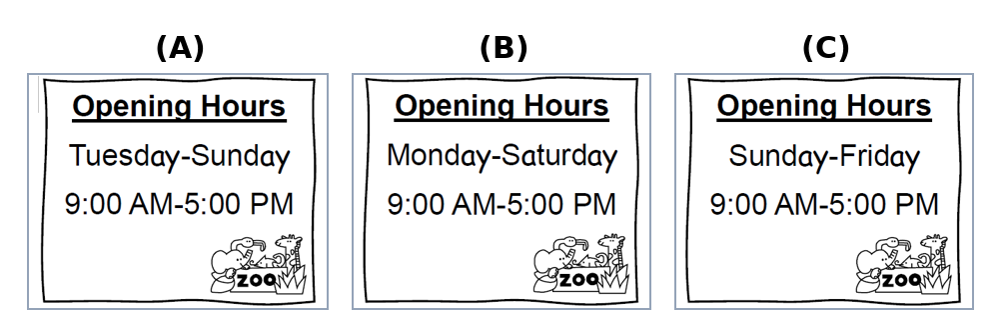 (A)
Opening Hours
Tuesday-Sunday
9:00 AM-5:00 PM
ZOO
(B)
Opening Hours
Monday-Saturday
9:00 AM-5:00 PM
ZOO
(C)
Opening Hours
Sunday-Friday
9:00 AM-5:00 PM
ZOO